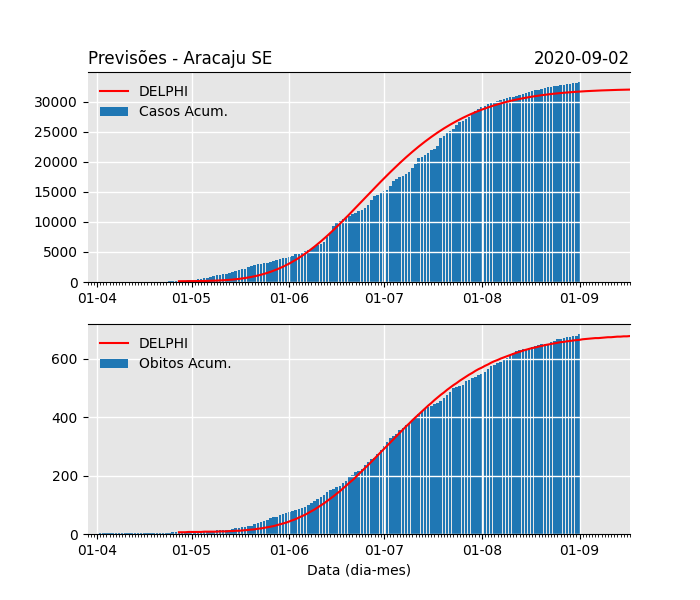 Previsões - Aracaju SE 2020-09-02
DELPHI
Casos Acum.
30000
25000
20000
15000
10000
5000
0
01-04 01-05 01-06 01-07 01-08 01-09
DELPHI
Obitos Acum.
600
400
200
0
01-04 01-05 01-06 01-07 01-08 01-09
Data (dia-mes)